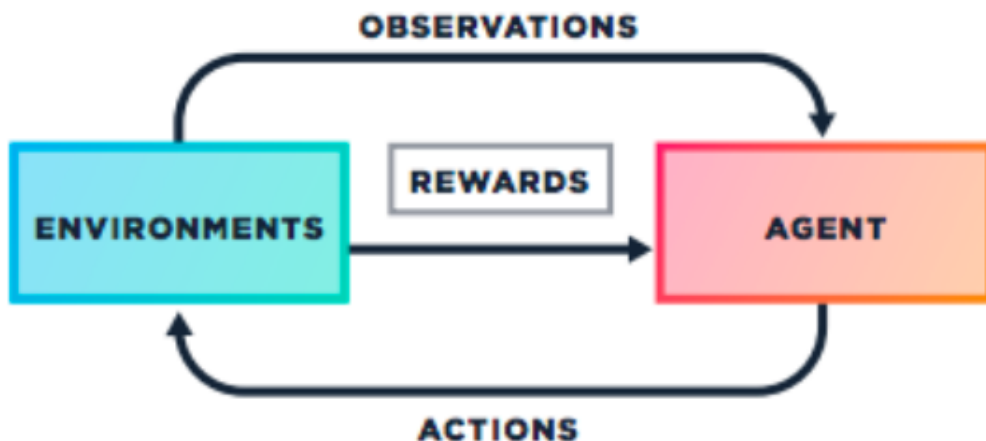 OBSERVATIONS
REWARDS
ENVIRONMENTS
AGENT
ACTIONS